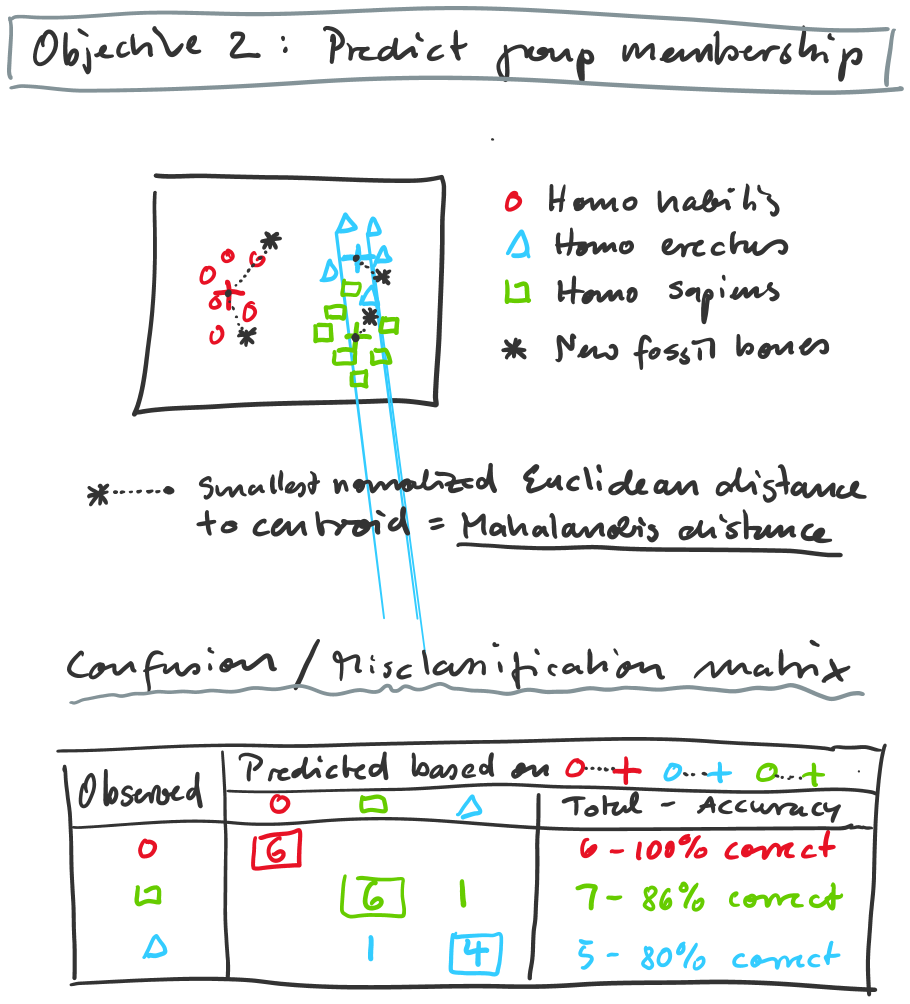 Objective 2: Predict group membership
Homo habilis
Homo erectus
Homo sapiens
New fossil bones
Smallest normalized Euclidean distance
to centroid = Mahalanobis distance
Confusion / Misclassification matrix
Observed
Predicted based on
Total - Accuracy
6 6 - 100% correct
6 1 7 - 86% correct
1 4 5 - 80% correct